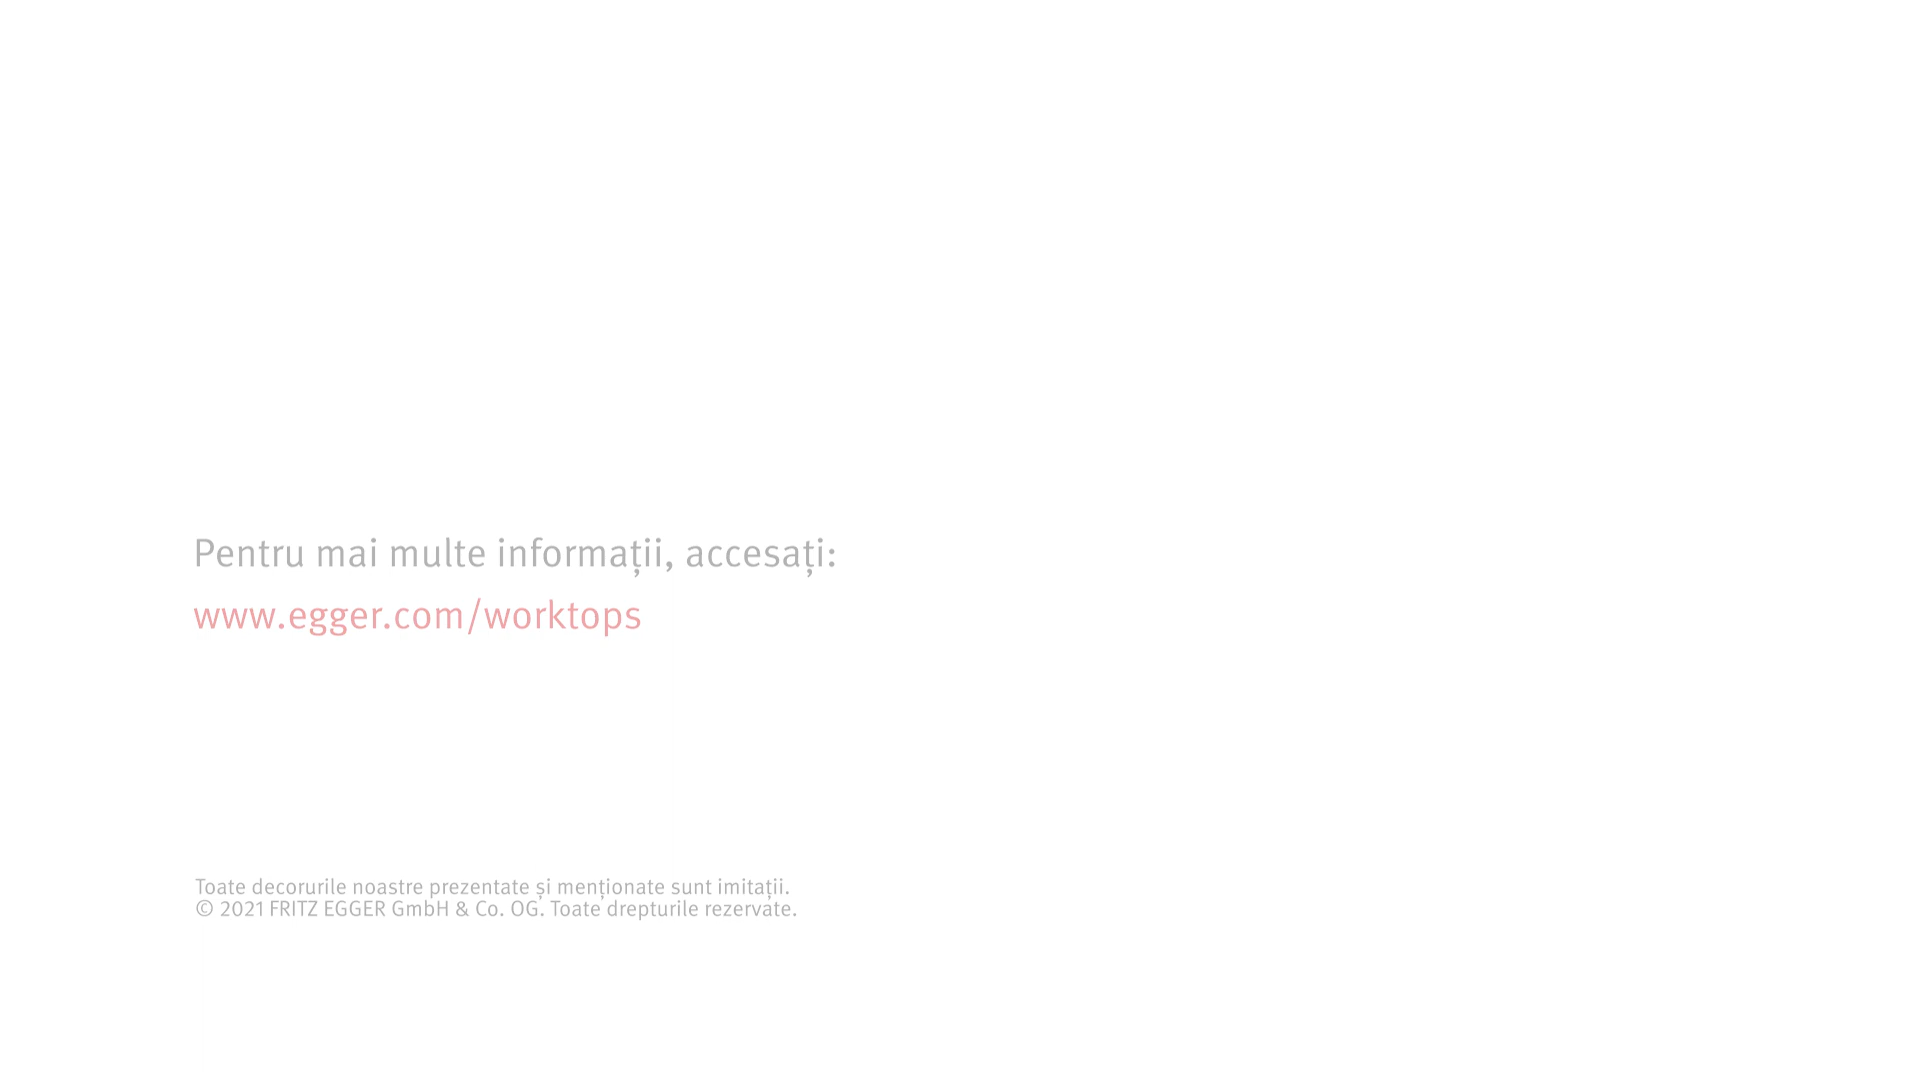 Pentru mai multe informații, accesați:
www.egger.com/worktops
Toate decorurile noastre prezentate și menționate sunt imitații.
© 2021 FRITZ EGGER GmbH & Co. OG. Toate drepturile rezervate.